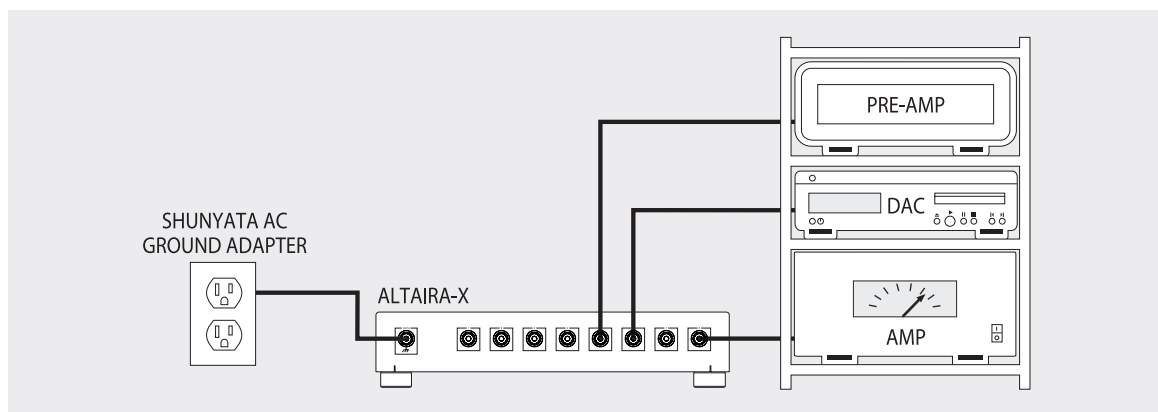 PRE-AMP
DAC
SHUNYATA AC
GROUND ADAPTER
ALTAIRA-X
AMP